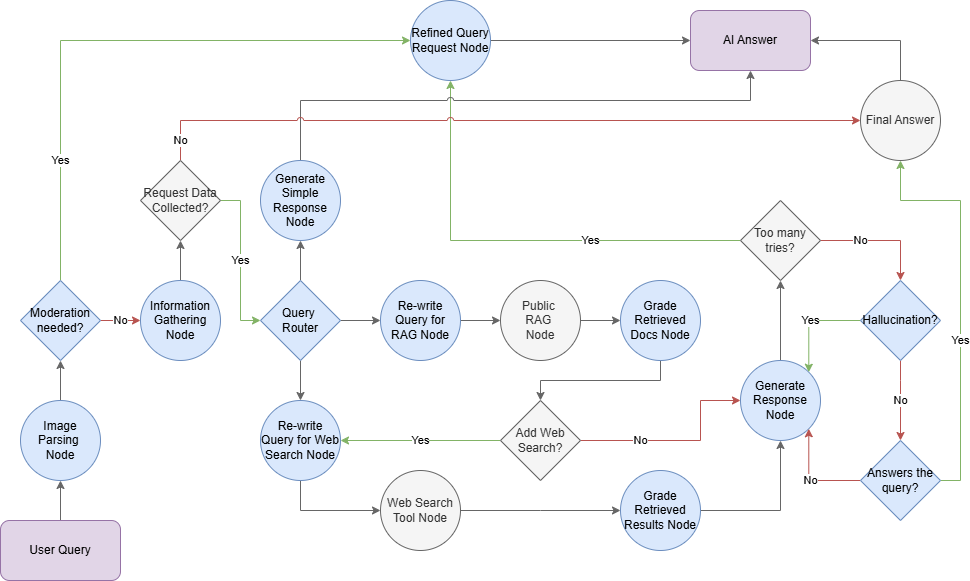 Refined Query
Request Node
AI Answer
Final Answer
No
Yes
Request Data
Collected?
Generate
Simple
Response
Node
Too many
tries?
Yes
No
Yes
Moderation
needed?
No
Information
Gathering
Node
Query
Router
Re-write
Query for
RAG Node
Public
RAG
Node
Grade
Retrieved
Docs Node
Yes
Hallucination?
Yes
Generate
Response
Node
No
Image
Parsing
Node
Re-write
Query for Web
Search Node
Yes
Add Web
Search?
No
Answers the
query?
No
Web Search
Tool Node
Grade
Retrieved
Results Node
User Query